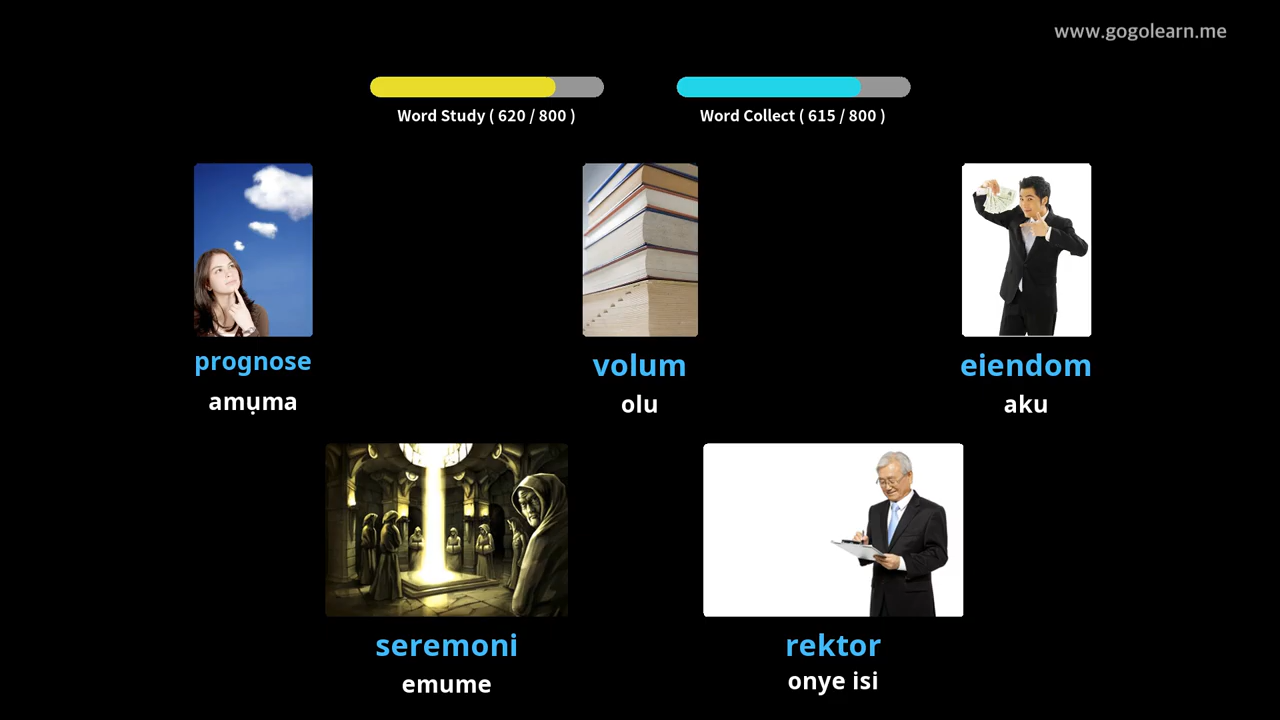 www.gogolearn.me
Word Study ( 620 / 800 )
Word Collect ( 615 / 800 )
prognose
amụma
volum
olu
eiendom
aku
seremoni
emume
rektor
onye isi